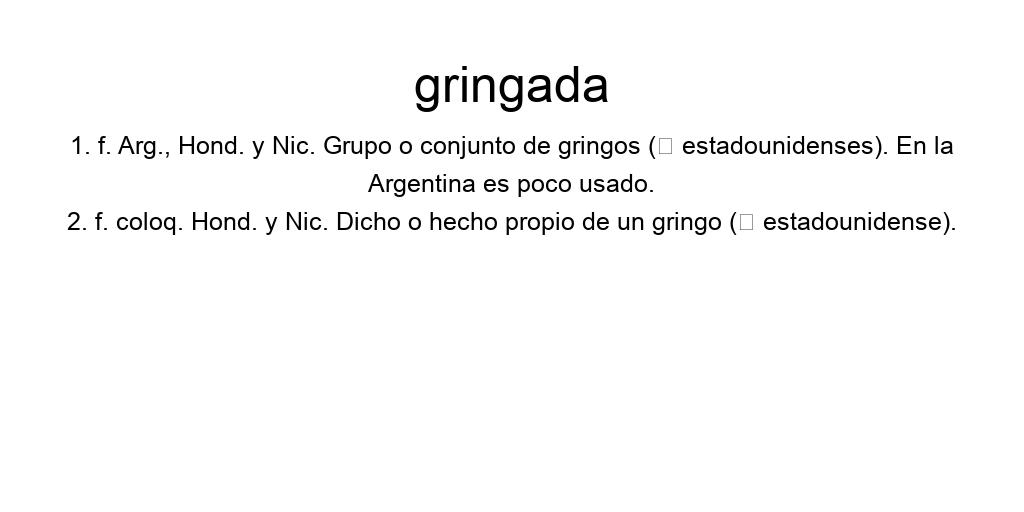 gringada
1. f. Arg., Hond. y Nic. Grupo o conjunto de gringos (□ estadounidenses). En la
Argentina es poco usado.
2. f. coloq. Hond. y Nic. Dicho o hecho propio de un gringo (□ estadounidense).